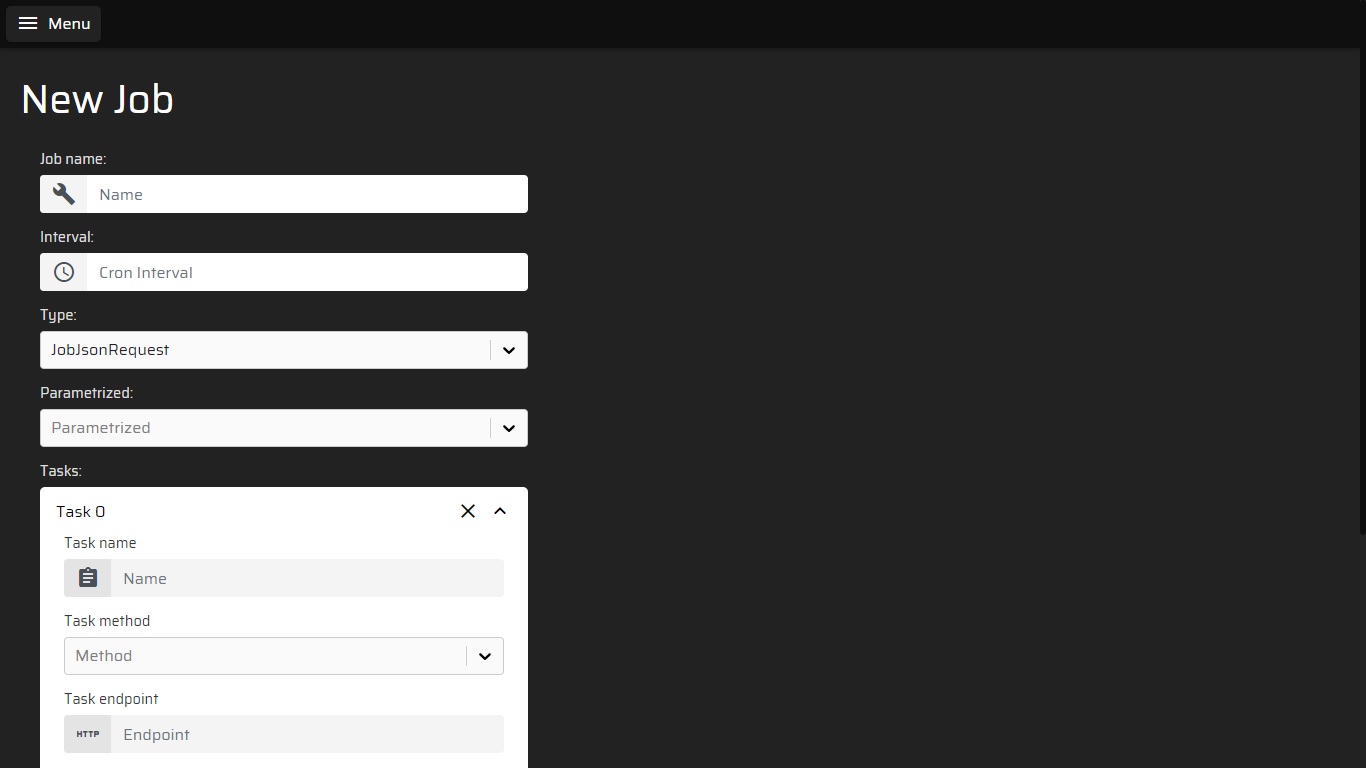 Menu
New Job
Job name:
Name
Interval:
Cron Interval
Type:
JobJsonRequest
Parametrized:
Parametrized
Tasks:
Task 0
Task name
Name
Task method
Method
Task endpoint
HTTP Endpoint